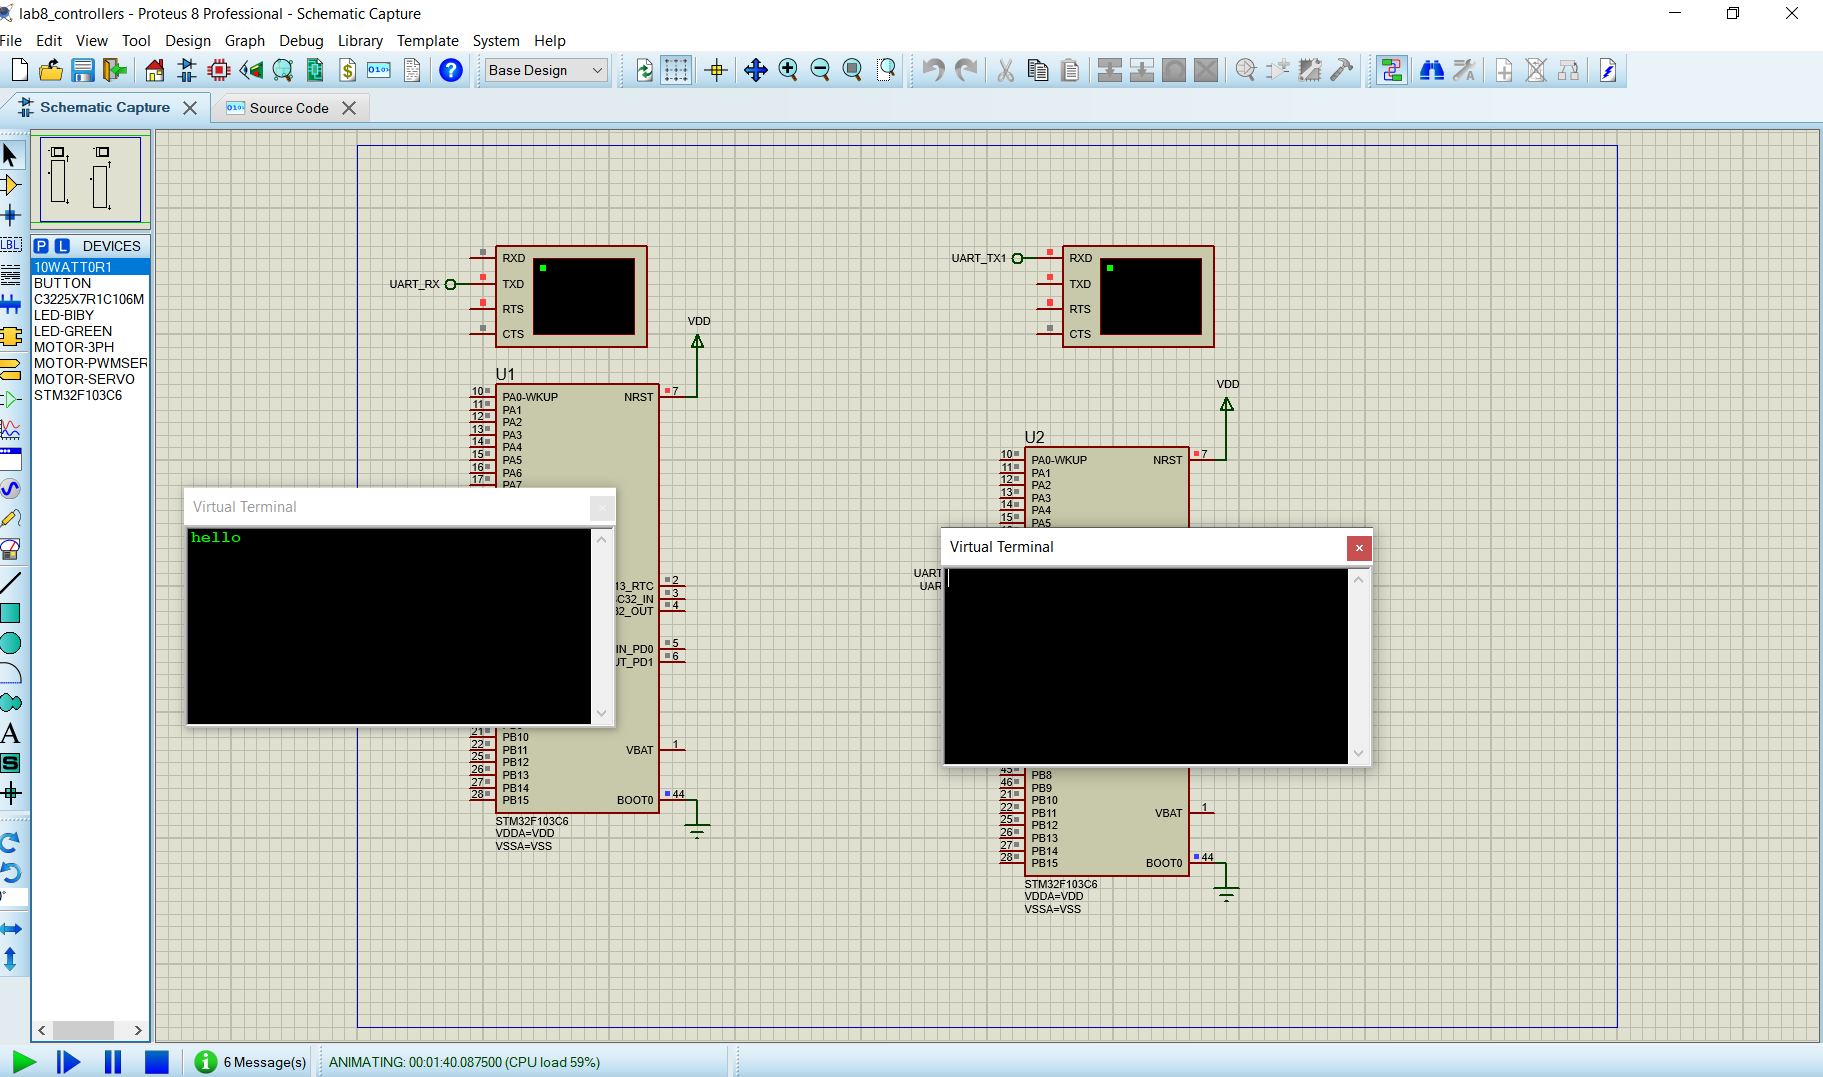 lab8_controllers - Proteus 8 Professional - Schematic Capture
File Edit View Tool Design Graph Debug Library Template System Help
Base Design
Schematic Capture
Source Code
P L DEVICES
10WATT0R1
BUTTON
C3225X7R1C106M
LED-BIBY
LED-GREEN
MOTOR-3PH
MOTOR-PWMSER
MOTOR-SERVO
STM32F103C6
LBL
A
S
UART_RX
RXD
TXD
RTS
CTS
VDD
U1
10 PA0-WKUP NRST 7
11 PA1
12 PA2
13 PA3
14 PA4
15 PA5
16 PA6
17 PA7
Virtual Terminal
hello
13_RTC 2
C32_IN 3
32_OUT 4
IN_PD0 5
UT_PD1 6
21 PB10
22 PB11 VBAT 1
25 PB12
26 PB13
27 PB14
28 PB15 BOOT0 44
STM32F103C6
VDDA=VDD
VSSA=VSS
UART_TX1
RXD
TXD
RTS
CTS
VDD
U2
10 PA0-WKUP NRST 7
11 PA1
12 PA2
13 PA3
14 PA4
15 PA5
UART
UAR
Virtual Terminal
45 PB8
46 PB9
21 PB10
22 PB11 VBAT 1
25 PB12
26 PB13
27 PB14
28 PB15 BOOT0 44
STM32F103C6
VDDA=VDD
VSSA=VSS
6 Message(s)
ANIMATING: 00:01:40.087500 (CPU load 59%)